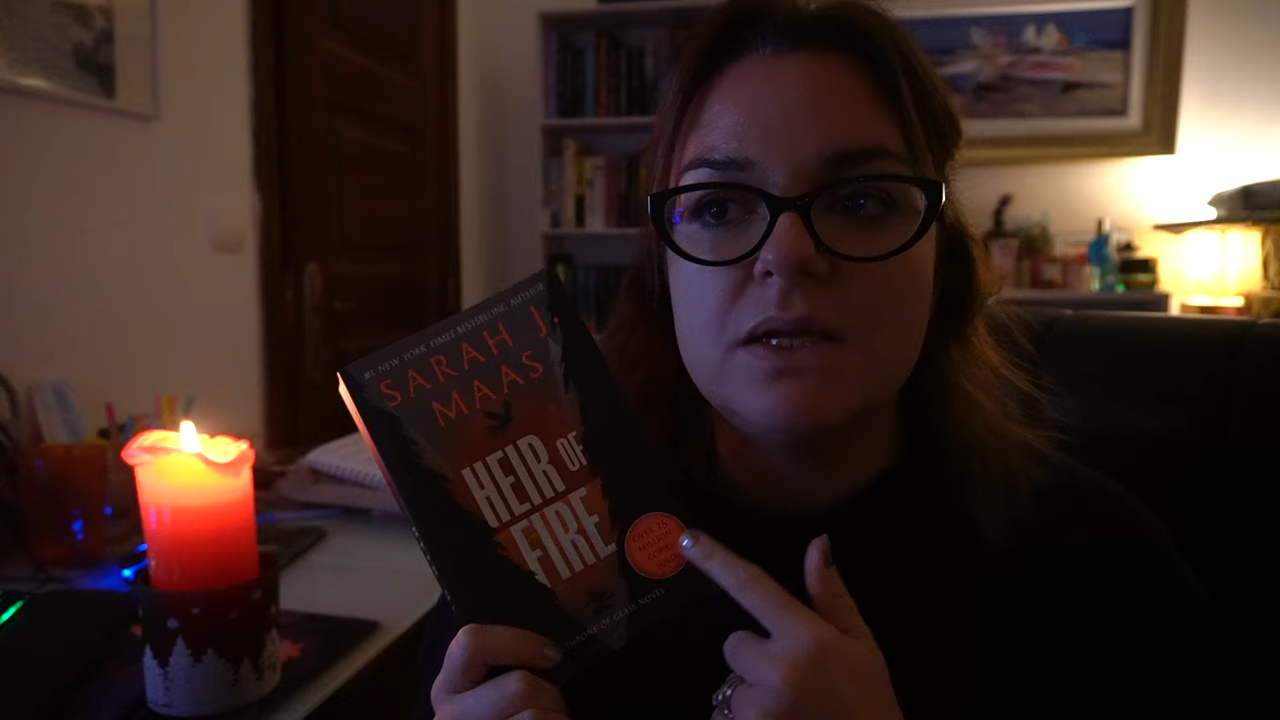 #1 NEW YORK TIMES BESTSELLING AUTHOR
SARAH J.
MAAS
HEIR OF
FIRE
OVER 25
MILLION
COPIES
SOLD
THRONE OF GLASS NOVEL